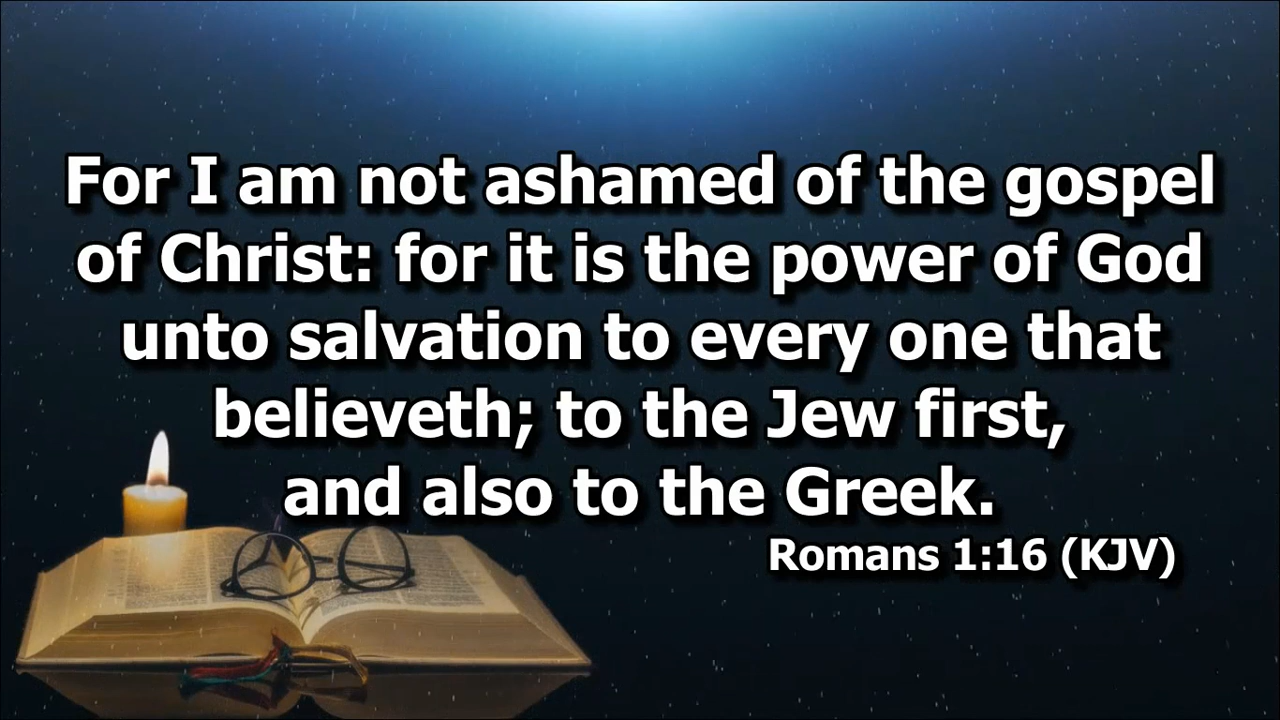 For I am not ashamed of the gospel
of Christ: for it is the power of God
unto salvation to every one that
believeth; to the Jew first,
and also to the Greek.
Romans 1:16 (KJV)